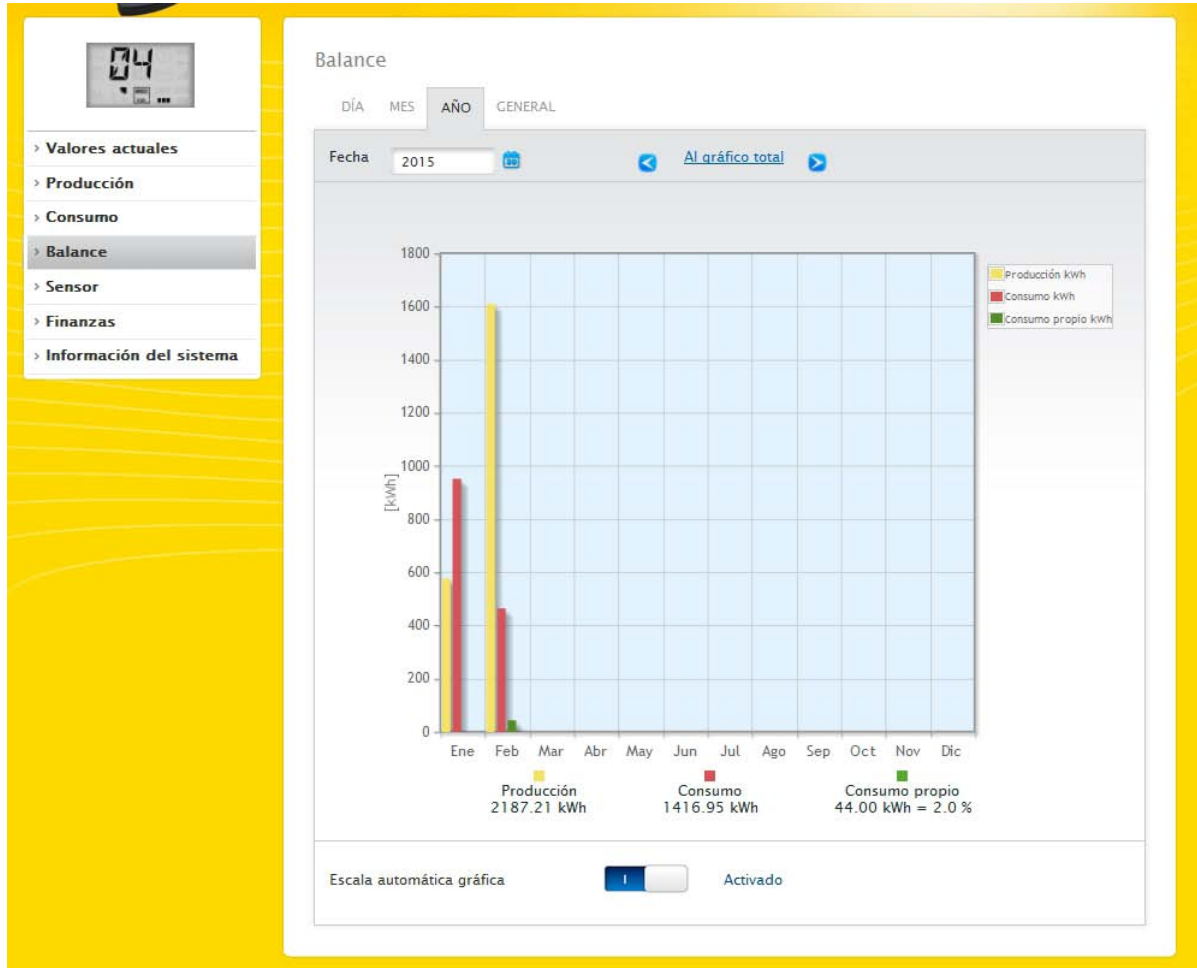 04
Valores actuales
Producción
Consumo
Balance
Sensor
Finanzas
Información del sistema
Balance
DÍA MES AÑO GENERAL
Fecha 2015 Al gráfico total
1800
1600
1400
1200
1000
800
600
400
200
0
[kWh]
Ene Feb Mar Abr May Jun Jul Ago Sep Oct Nov Dic
Producción kWh
Consumo kWh
Consumo propio kWh
Producción
2187.21 kWh
Consumo
1416.95 kWh
Consumo propio
44.00 kWh = 2.0 %
Escala automática gráfica I Activado